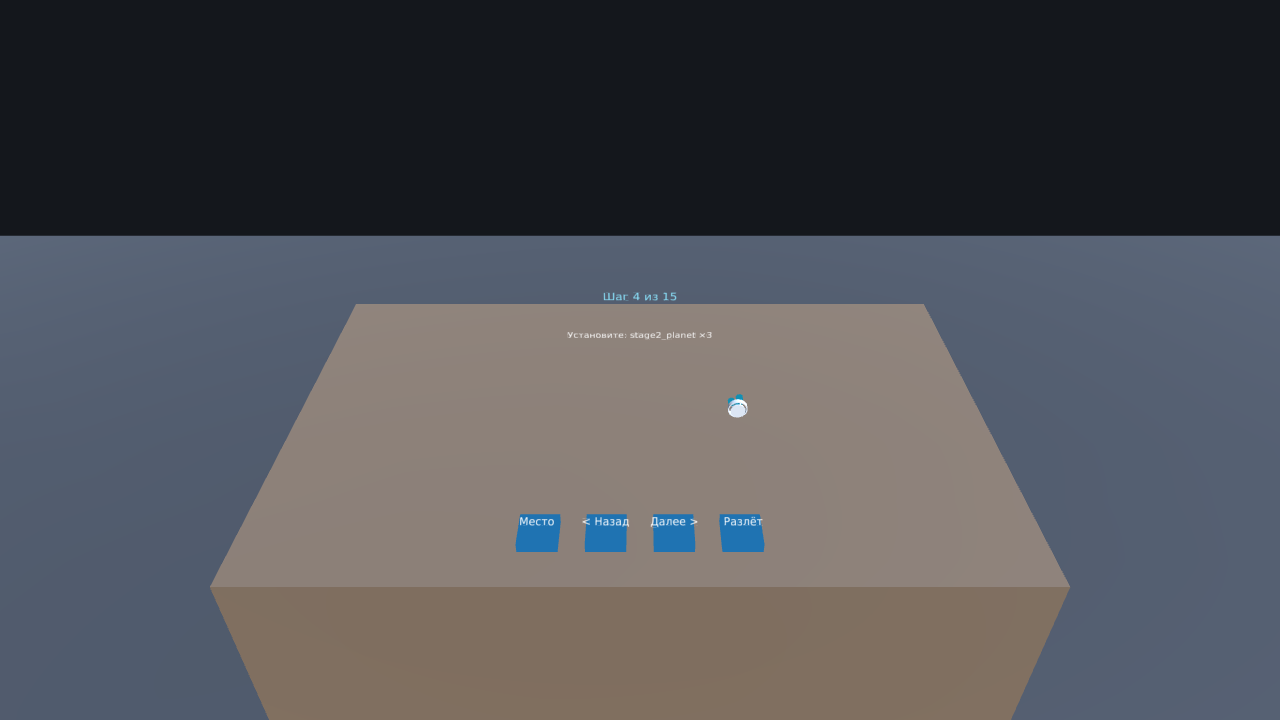 Шаг 4 из 15
Установите: stage2_planet ×3
Место
< Назад
Далее >
Разлёт